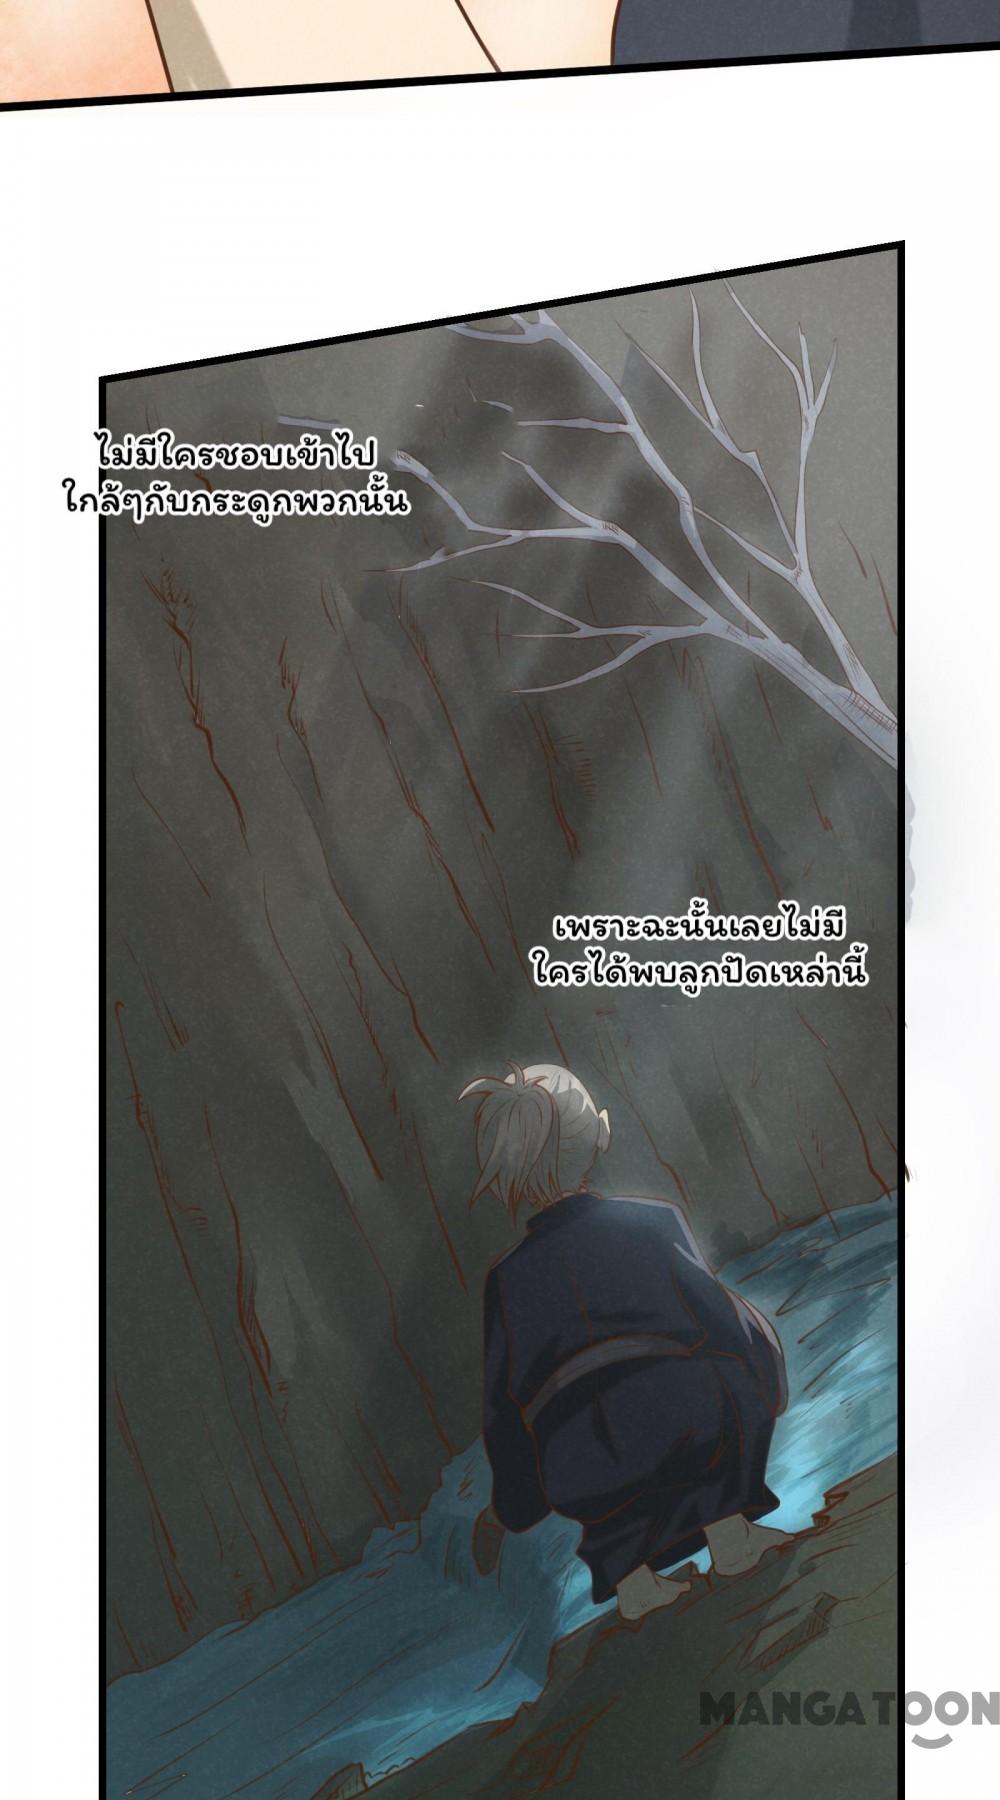 ไม่มีใครชอบเข้าไป
ใกล้ๆกับกระดูกพวกนั้น
เพราะฉะนั้นเลยไม่มี
ใครได้พบลูกปัดเหล่านี้
MANGATOON